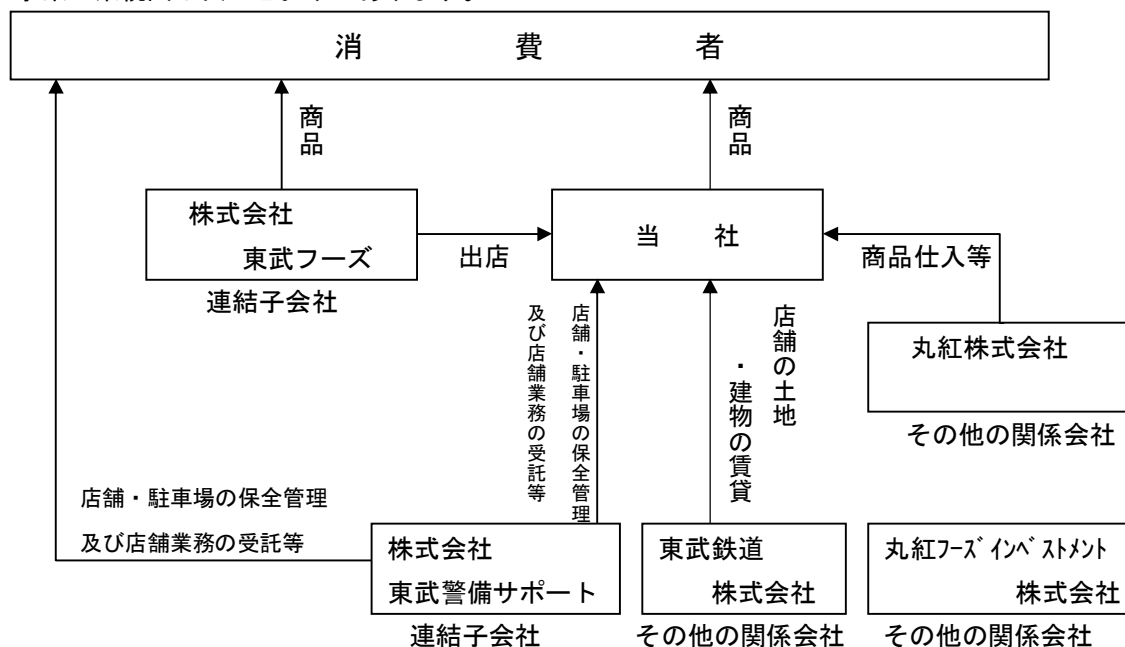 消費者
商品
商品
株式会社
東武フーズ
連結子会社
出店
当社
商品仕入等
丸紅株式会社
その他の関係会社
店舗・駐車場の保全管理
及び店舗業務の受託等
店舗の土地
・建物の賃貸
店舗・駐車場の保全管理
及び店舗業務の受託等
株式会社
東武警備サポート
連結子会社
東武鉄道
株式会社
その他の関係会社
丸紅フーズインベストメント
株式会社
その他の関係会社